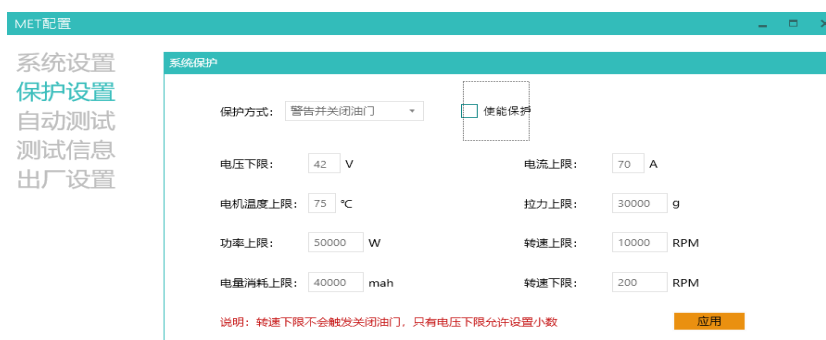 MET配置
系统设置
保护设置
自动测试
测试信息
出厂设置
系统保护
保护方式： 警告并关闭油门 使能保护
电压下限： 42 V 电流上限： 70 A
电机温度上限： 75 ℃ 拉力上限： 30000 g
功率上限： 50000 W 转速上限： 10000 RPM
电量消耗上限： 40000 mah 转速下限： 200 RPM
说明：转速下限不会触发关闭油门，只有电压下限允许设置小数 应用